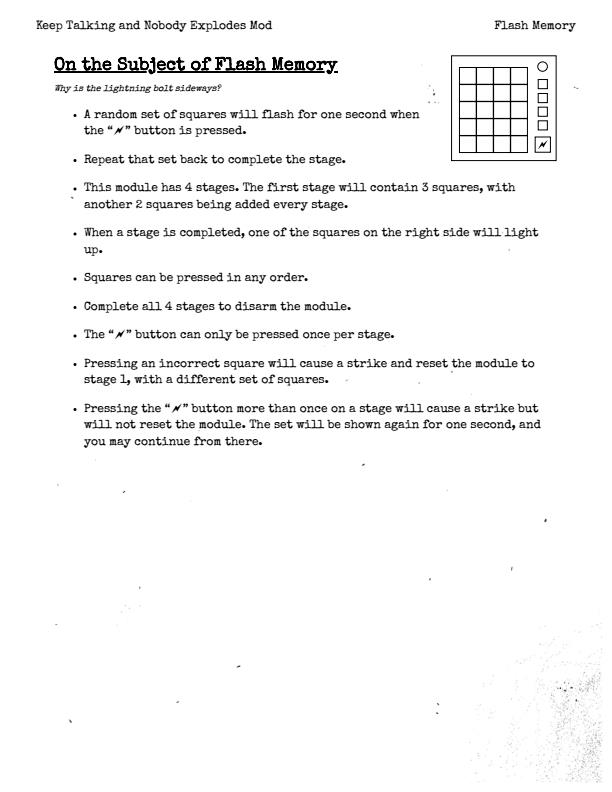 Keep Talking and Nobody Explodes Mod
Flash Memory
On the Subject of Flash Memory
Why is the lightning bolt sideways?
• A random set of squares will flash for one second when
the “” button is pressed.
• Repeat that set back to complete the stage.
• This module has 4 stages. The first stage will contain 3 squares, with
another 2 squares being added every stage.
• When a stage is completed, one of the squares on the right side will light
up.
• Squares can be pressed in any order.
• Complete all 4 stages to disarm the module.
• The “” button can only be pressed once per stage.
• Pressing an incorrect square will cause a strike and reset the module to
stage 1, with a different set of squares.
• Pressing the “” button more than once on a stage will cause a strike but
will not reset the module. The set will be shown again for one second, and
you may continue from there.